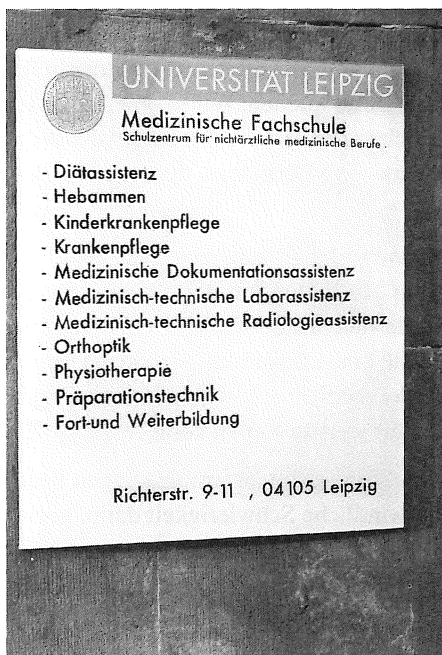 UNIVERSITÄT LEIPZIG
Medizinische Fachschule
Schulzentrum für nichtärztliche medizinische Berufe
- Diätassistenz
- Hebammen
- Kinderkrankenpflege
- Krankenpflege
- Medizinische Dokumentationsassistenz
- Medizinisch-technische Laborassistenz
- Medizinisch-technische Radiologieassistenz
- Orthoptik
- Physiotherapie
- Präparationstechnik
- Fort-und Weiterbildung
Richterstr. 9-11 , 04105 Leipzig